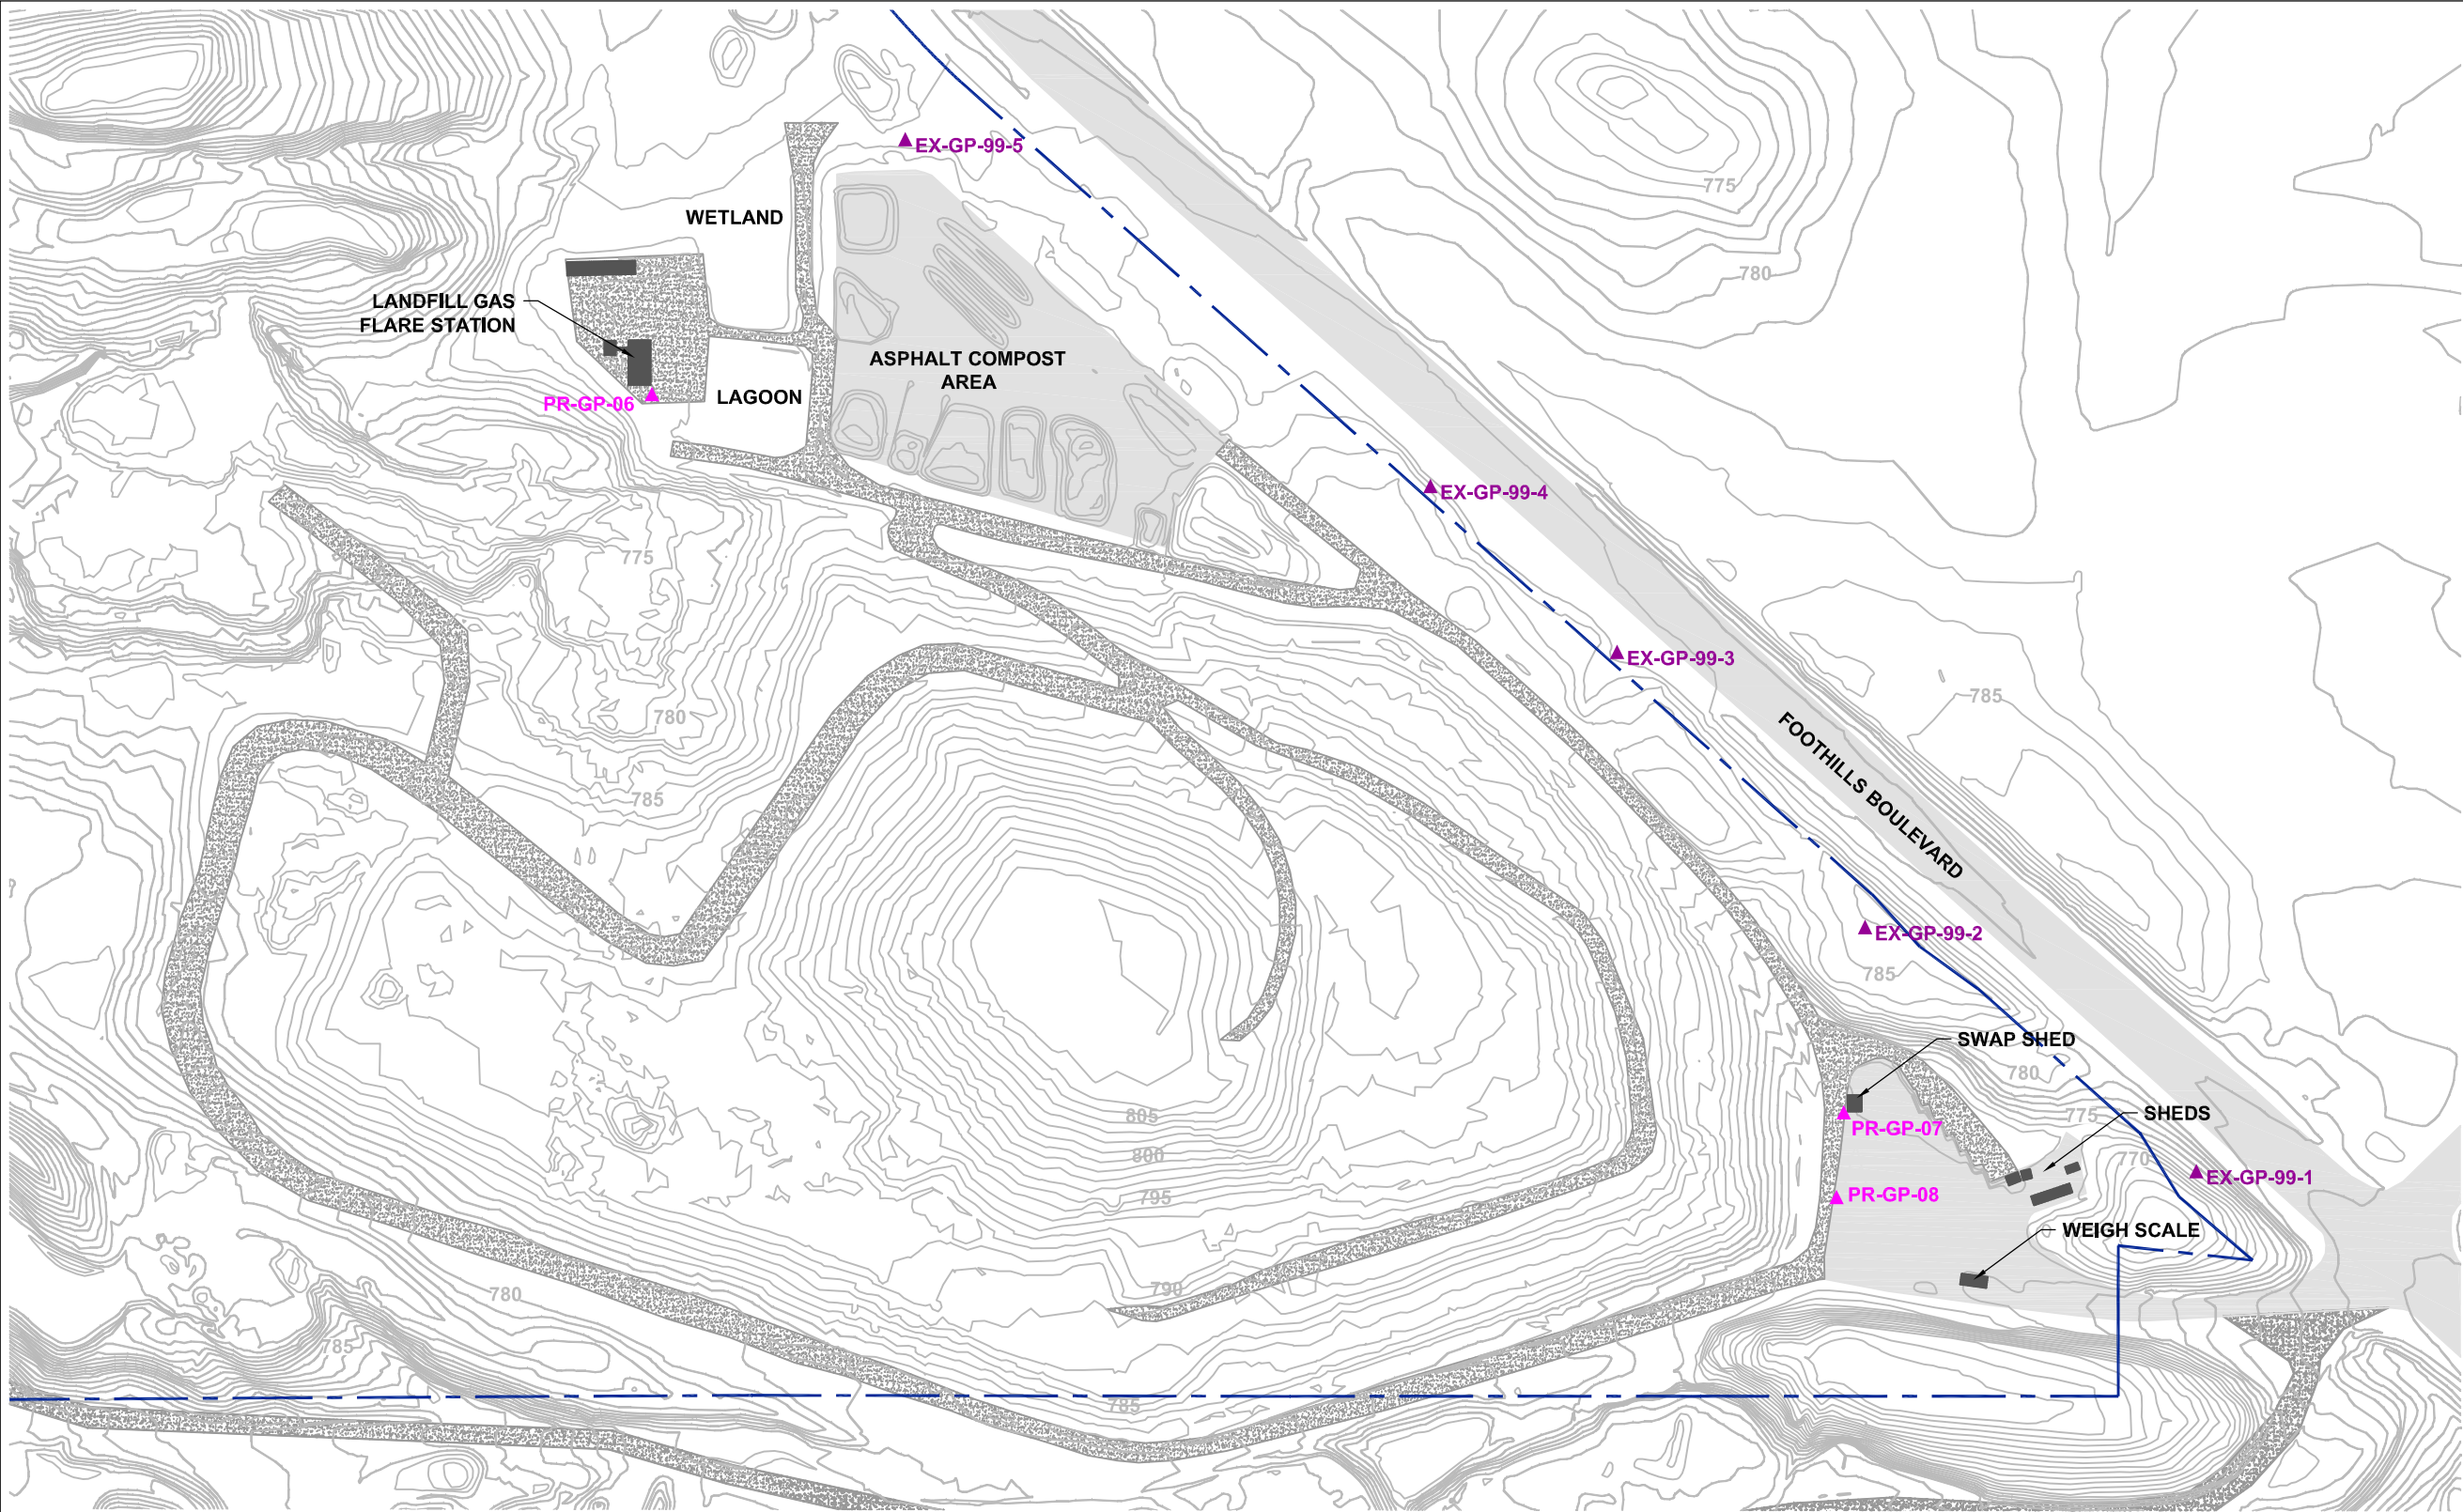 EX-GP-99-5
775
WETLAND
780
LANDFILL GAS
FLARE STATION
ASPHALT COMPOST
AREA
LAGOON
PR-GP-06
EX-GP-99-4
775
EX-GP-99-3
785
780
FOOTHILLS BOULEVARD
785
EX-GP-99-2
785
SWAP SHED
780
805
775
SHEDS
PR-GP-07
800
770
EX-GP-99-1
795
PR-GP-08
WEIGH SCALE
790
780
785
785